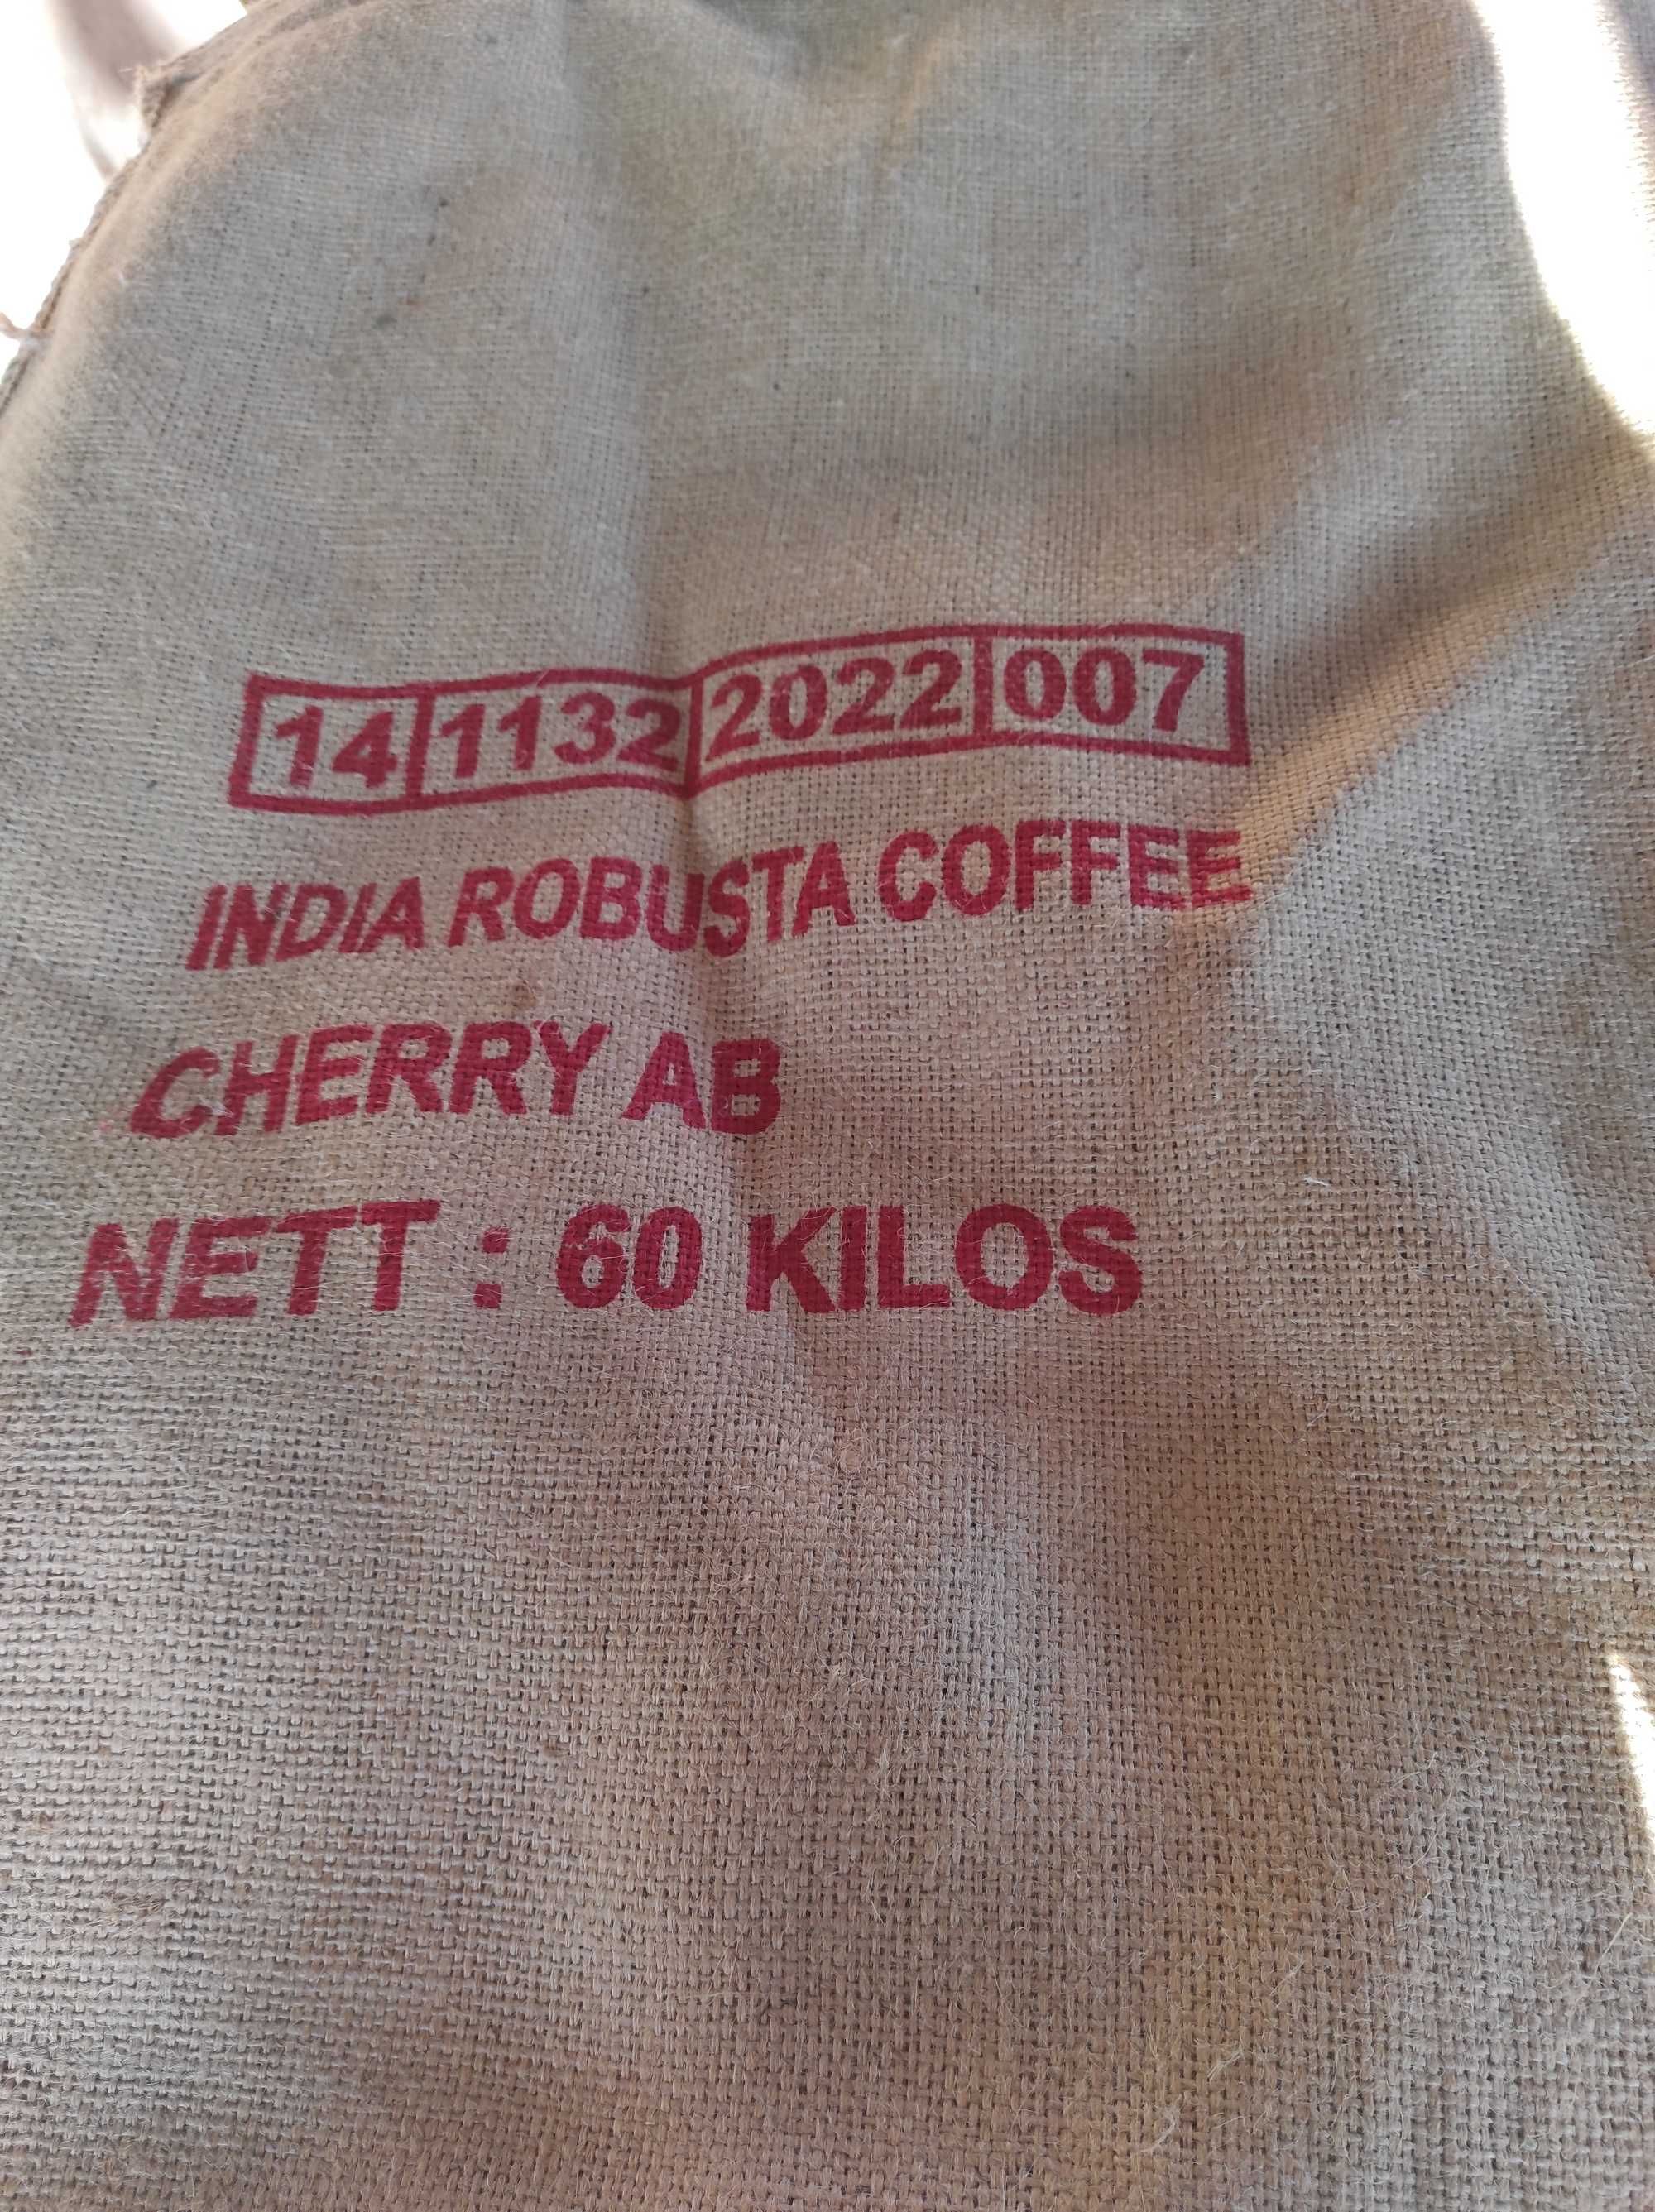 14 1132 2022 007
INDIA ROBUSTA COFFEE
CHERRY AB
NETT : 60 KILOS